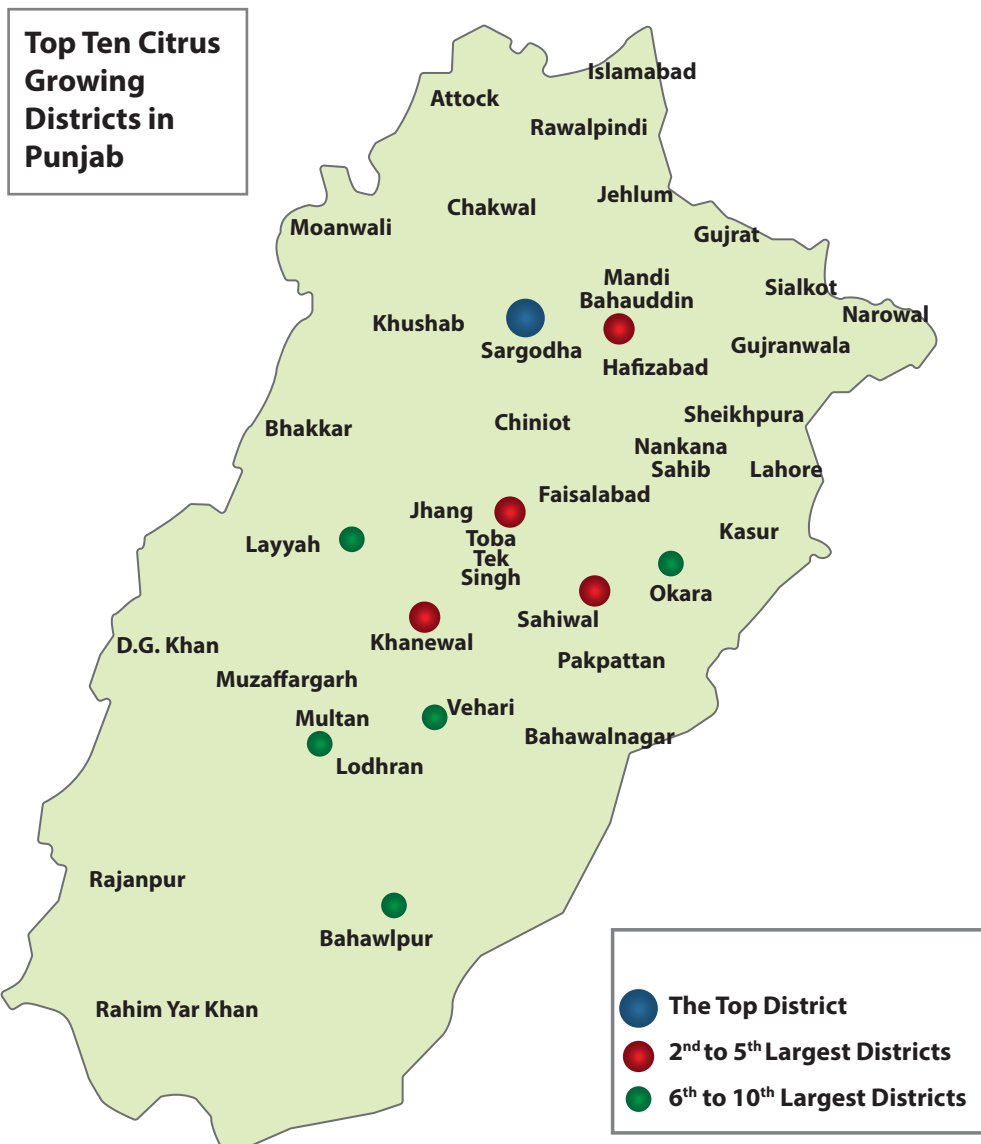 Top Ten Citrus
Growing
Districts in
Punjab
Islamabad
Attock
Rawalpindi
Jehlum
Chakwal
Moanwali
Gujrat
Mandi
Bahauddin
Sialkot
Narowal
Khushab
Sargodha
Gujranwala
Hafizabad
Sheikhpura
Chiniot
Bhakkar
Nankana
Sahib
Lahore
Faisalabad
Jhang
Kasur
Toba
Tek
Singh
Layyah
Okara
Sahiwal
Khanewal
D.G. Khan
Pakpattan
Muzaffargarh
Vehari
Multan
Bahawalnagar
Lodhran
Rajanpur
Bahawlpur
Rahim Yar Khan
The Top District
2nd to 5th Largest Districts
6th to 10th Largest Districts